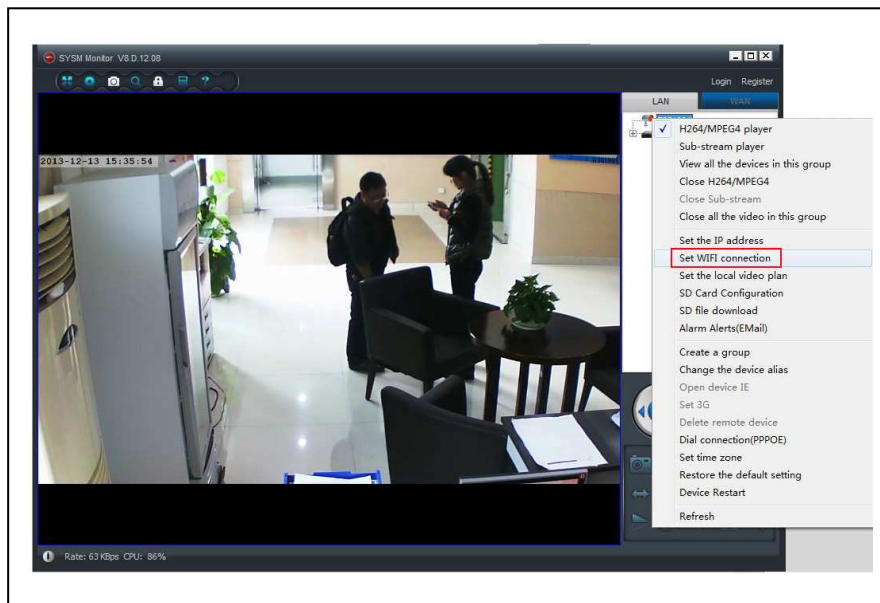 SYSM Monitor V8.D.12.08
Login Register
LAN WAN
2013-12-13 15:35:54
H264/MPEG4 player
Sub-stream player
View all the devices in this group
Close H264/MPEG4
Close Sub-stream
Close all the video in this group
Set the IP address
Set WIFI connection
Set the local video plan
SD Card Configuration
SD file download
Alarm Alerts(EMail)
Create a group
Change the device alias
Open device IE
Set 3G
Delete remote device
Dial connection(PPPOE)
Set time zone
Restore the default setting
Device Restart
Refresh
Rate: 63 KBps CPU: 86%